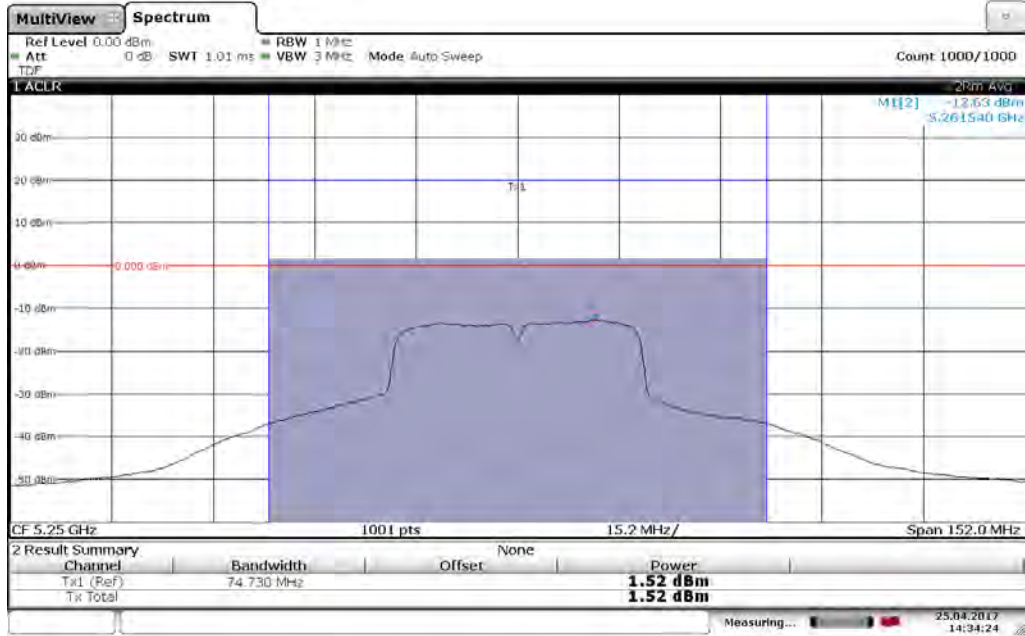 MultiView Spectrum
Ref Level 0.00 dBm RBW 1 MHz
Att 0 dB SWT 1.01 ms VBW 3 MHz Mode Auto Sweep Count 1000/1000
TDF
1 ACLR 2Rm Avg
M1[2] -12.63 dBm
5.261540 GHz
20 dBm
Tx1
10 dBm
0 dBm 0.000 dBm
-10 dBm
-20 dBm
-30 dBm
-40 dBm
-50 dBm
CF 5.25 GHz 1001 pts 15.2 MHz/ Span 152.0 MHz
2 Result Summary None
Channel Bandwidth Offset Power
Tx1 (Ref) 74.730 MHz 1.52 dBm
Tx Total 1.52 dBm
Measuring... 25.04.2017
14:34:24